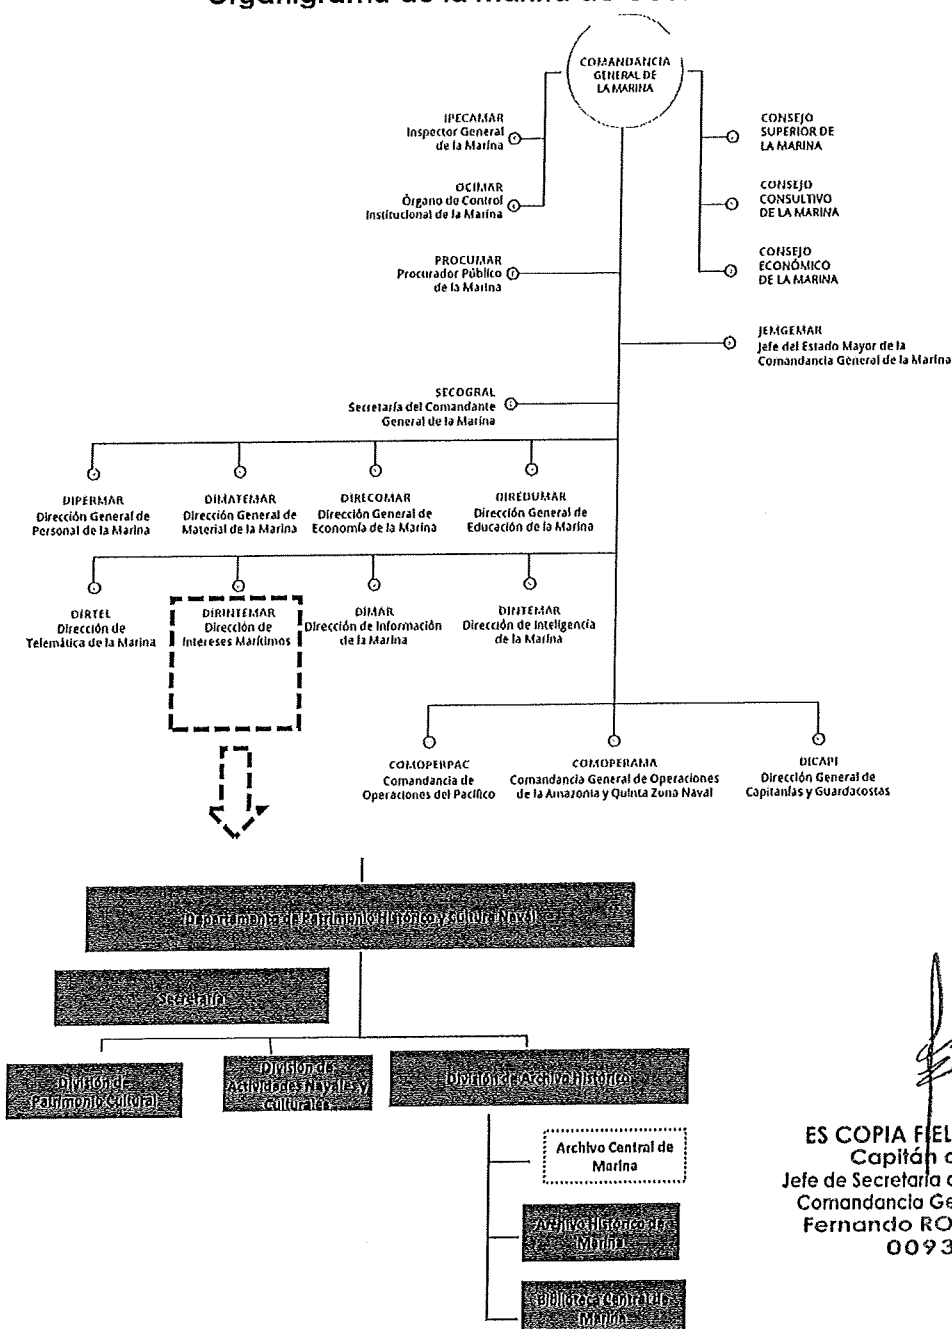 Organigrama de la Marina de
COMANDANCIA
GENERAL DE
LA MARINA
IPECAMAR
Inspector General
de la Marina
CONSEJO
SUPERIOR DE
LA MARINA
OCIMAR
Órgano de Control
Institucional de la Marina
CONSEJO
CONSULTIVO
DE LA MARINA
PROCUMAR
Procurador Público
de la Marina
CONSEJO
ECONÓMICO
DE LA MARINA
JEMGEMAR
Jefe del Estado Mayor de la
Comandancia General de la Marina
SECOGRAL
Secretaría del Comandante
General de la Marina
DIPERMAR
Dirección General de
Personal de la Marina
DIMATEMAR
Dirección General de
Material de la Marina
DIRECOMAR
Dirección General de
Economía de la Marina
DIREDUMAR
Dirección General de
Educación de la Marina
DIRTEL
Dirección de
Telemática de la Marina
DIRINTEMAR
Dirección de
Intereses Marítimos
DIMAR
Dirección de Información
de la Marina
DINTEMAR
Dirección de Inteligencia
de la Marina
COMOPERPAC
Comandancia de
Operaciones del Pacífico
COMOPERAMA
Comandancia General de Operaciones
de la Amazonia y Quinta Zona Naval
DICAPI
Dirección General de
Capitanías y Guardacostas
Departamento de Patrimonio Histórico y Cultura Naval
Secretaría
División de
Patrimonio Cultural
División de
Actividades Navales y
Culturales
División de Archivo Histórico
Archivo Central de
Marina
Archivo Histórico de
Marina
Biblioteca Central de
Marina
ES COPIA FIEL
Capitán
Jefe de Secretaría
Comandancia
Fernando
0093